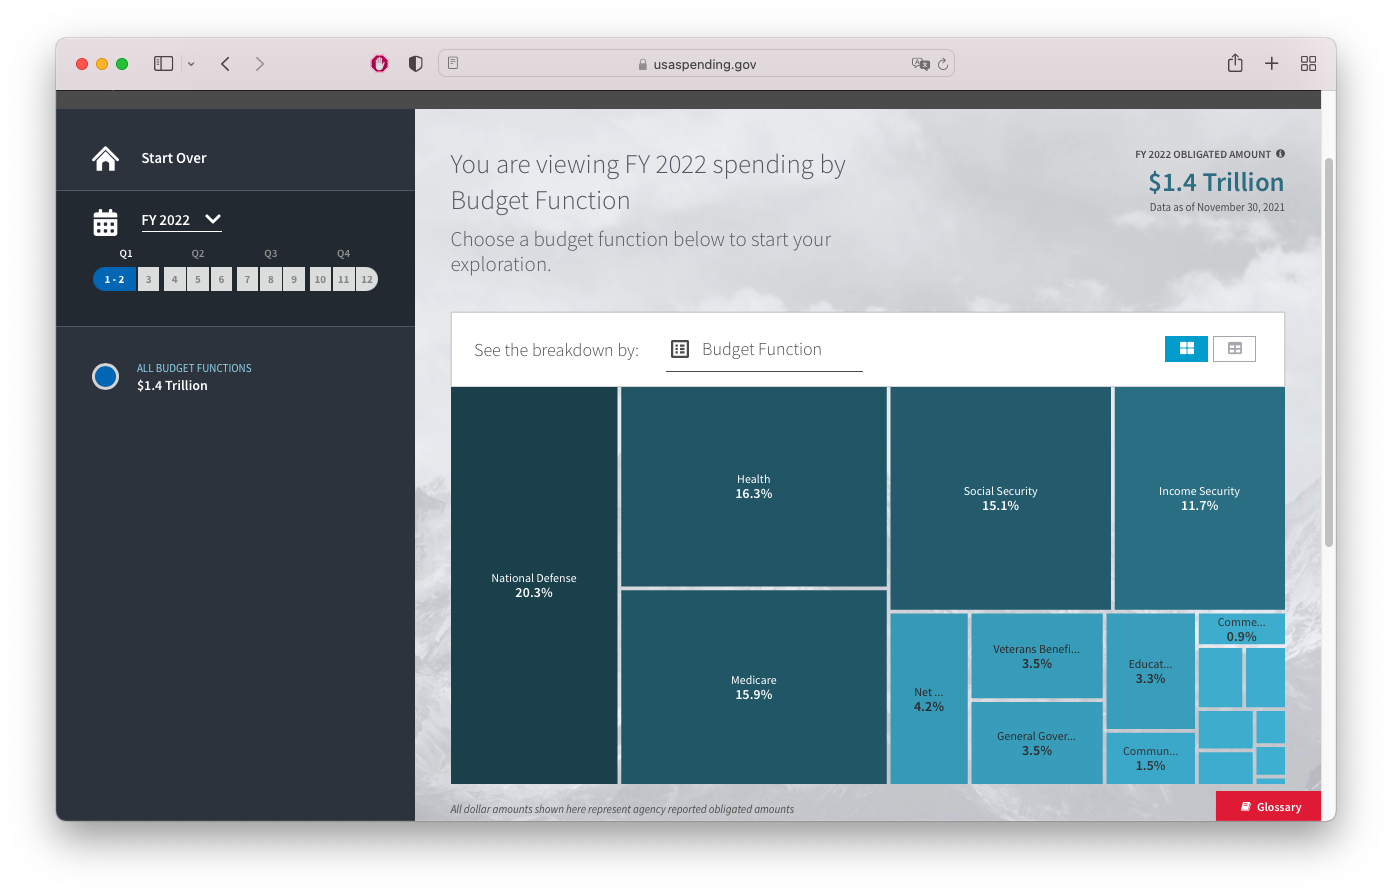 usaspending.gov
Start Over
FY 2022
Q1 Q2 Q3 Q4
1 - 2 3 4 5 6 7 8 9 10 11 12
ALL BUDGET FUNCTIONS
$1.4 Trillion
You are viewing FY 2022 spending by
Budget Function
Choose a budget function below to start your
exploration.
FY 2022 OBLIGATED AMOUNT
$1.4 Trillion
Data as of November 30, 2021
See the breakdown by: Budget Function
National Defense
20.3%
Health
16.3%
Medicare
15.9%
Social Security
15.1%
Income Security
11.7%
Net ...
4.2%
Veterans Benefi...
3.5%
General Gover...
3.5%
Educat...
3.3%
Commun...
1.5%
Comme...
0.9%
All dollar amounts shown here represent agency reported obligated amounts
Glossary